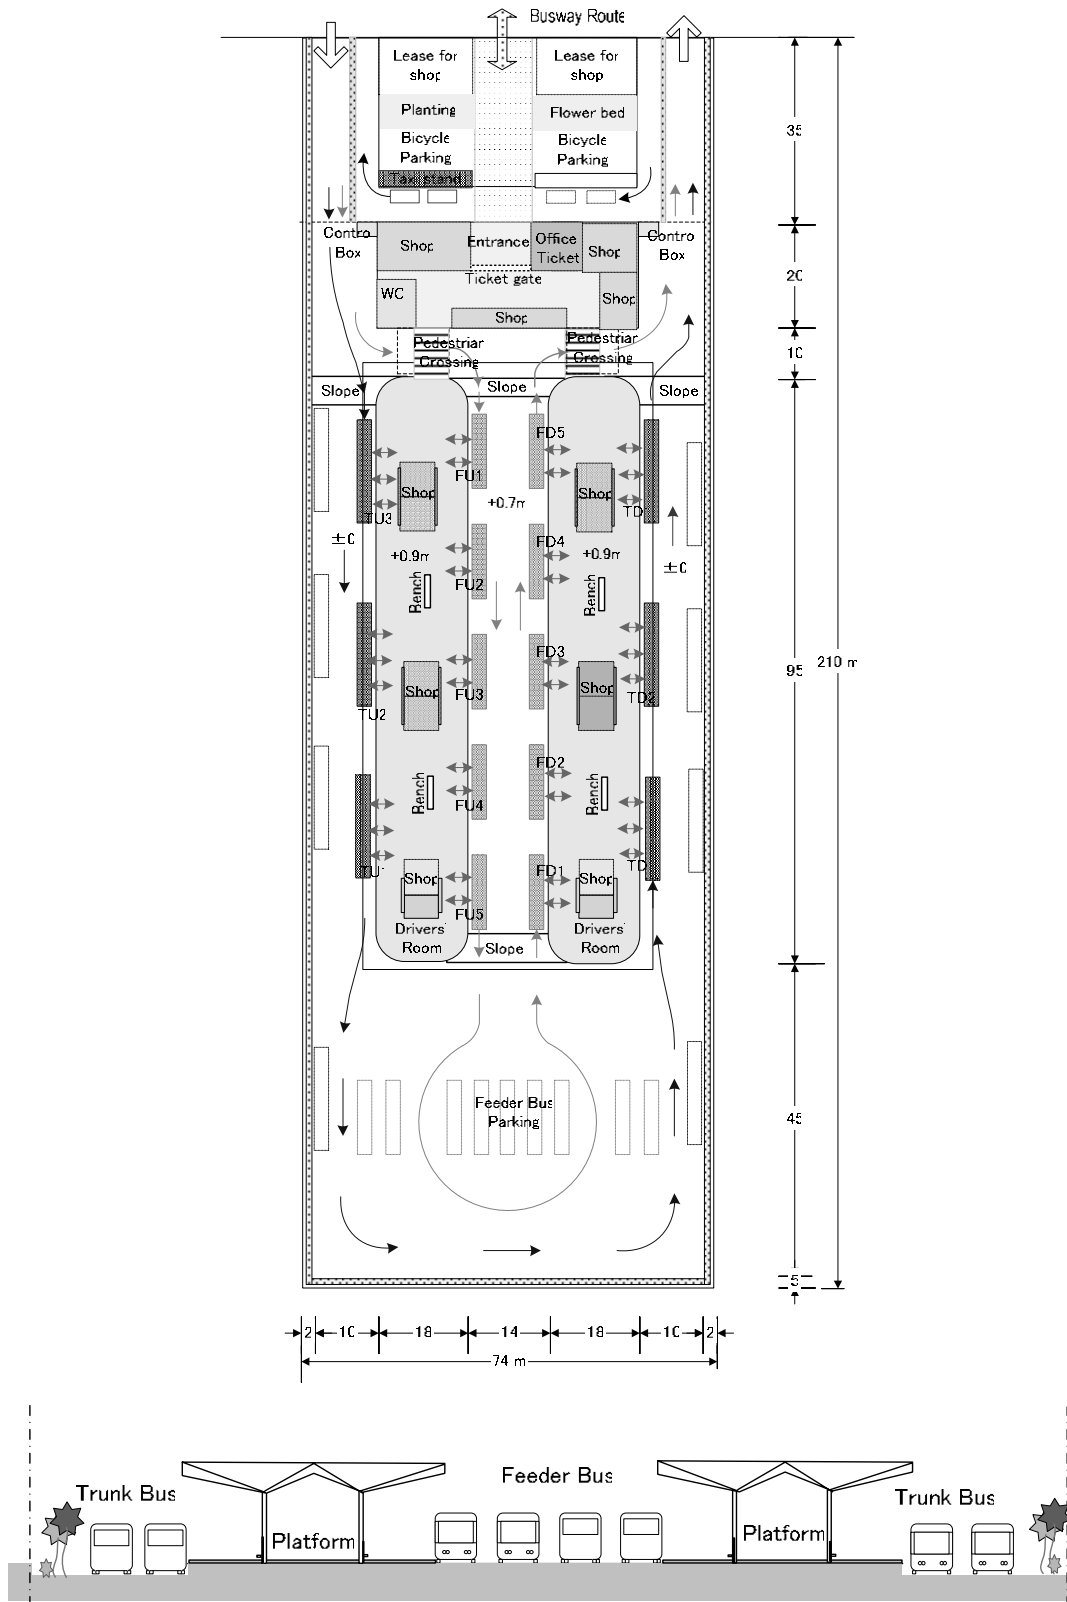 Busway Route
Lease for
shop
Lease for
shop
Planting
Flower bed
Bicycle
Parking
Bicycle
Parking
35
Contro
Box
Shop
Entrance
Office
Ticket
Shop
Contro
Box
Ticket gate
20
WC
Shop
Shop
Pedestriar
Crossing
Pedestriar
Crossing
10
Slope
Slope
Slope
FD5
FU1
Shop
Shop
+0.7m
TU3
TD
±0
FD4
+0.9m
+0.9m
±0
FU2
Bench
Bench
FD3
210 m
95
FU3
Shop
Shop
TU2
TD2
FD2
Bench
Bench
FU4
FD1
TU1
TD
Shop
Shop
FU5
Drivers'
Room
Drivers'
Room
Slope
Feeder Bus
Parking
45
5
2 10 18 14 18 10 2
74 m
Feeder Bus
Trunk Bus
Trunk Bus
Platform
Platform